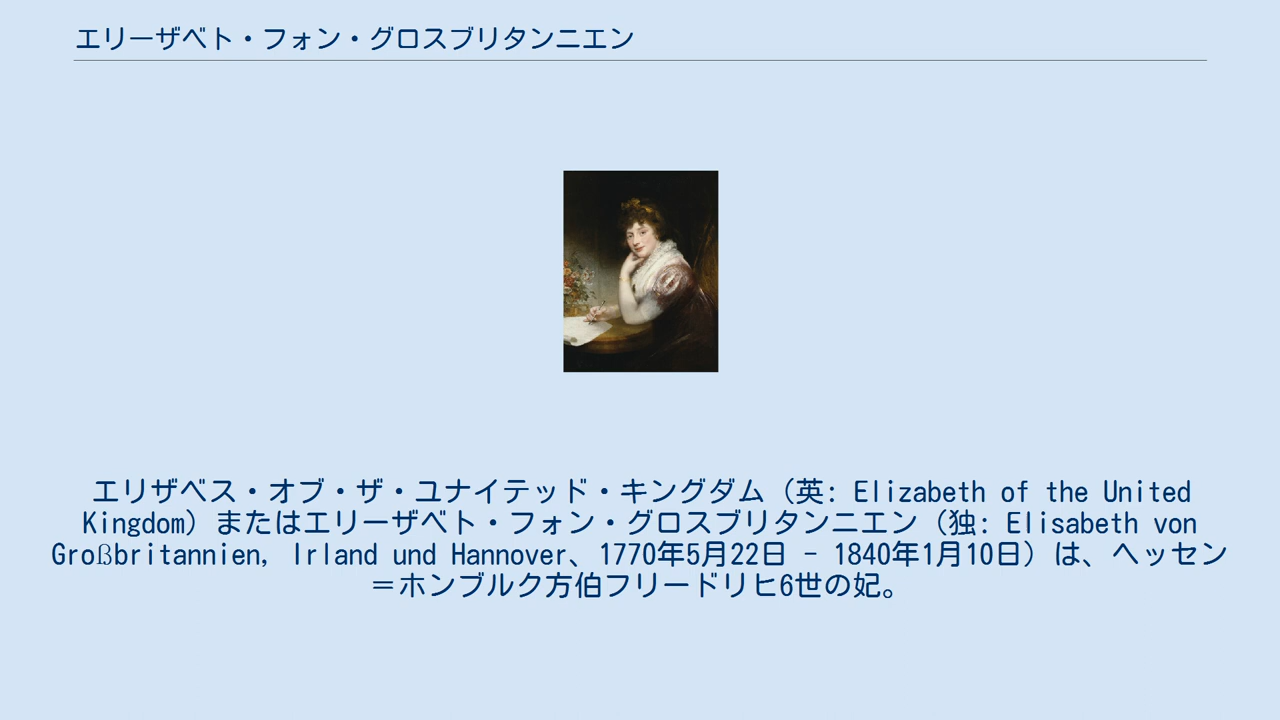 エリーザベト・フォン・グロスブリタンニエン
エリザベス・オブ・ザ・ユナイテッド・キングダム（英: Elizabeth of the United
Kingdom）またはエリーザベト・フォン・グロスブリタンニエン（独: Elisabeth von
Großbritannien, Irland und Hannover、1770年5月22日 - 1840年1月10日）は、ヘッセン
＝ホンブルク方伯フリードリヒ6世の妃。